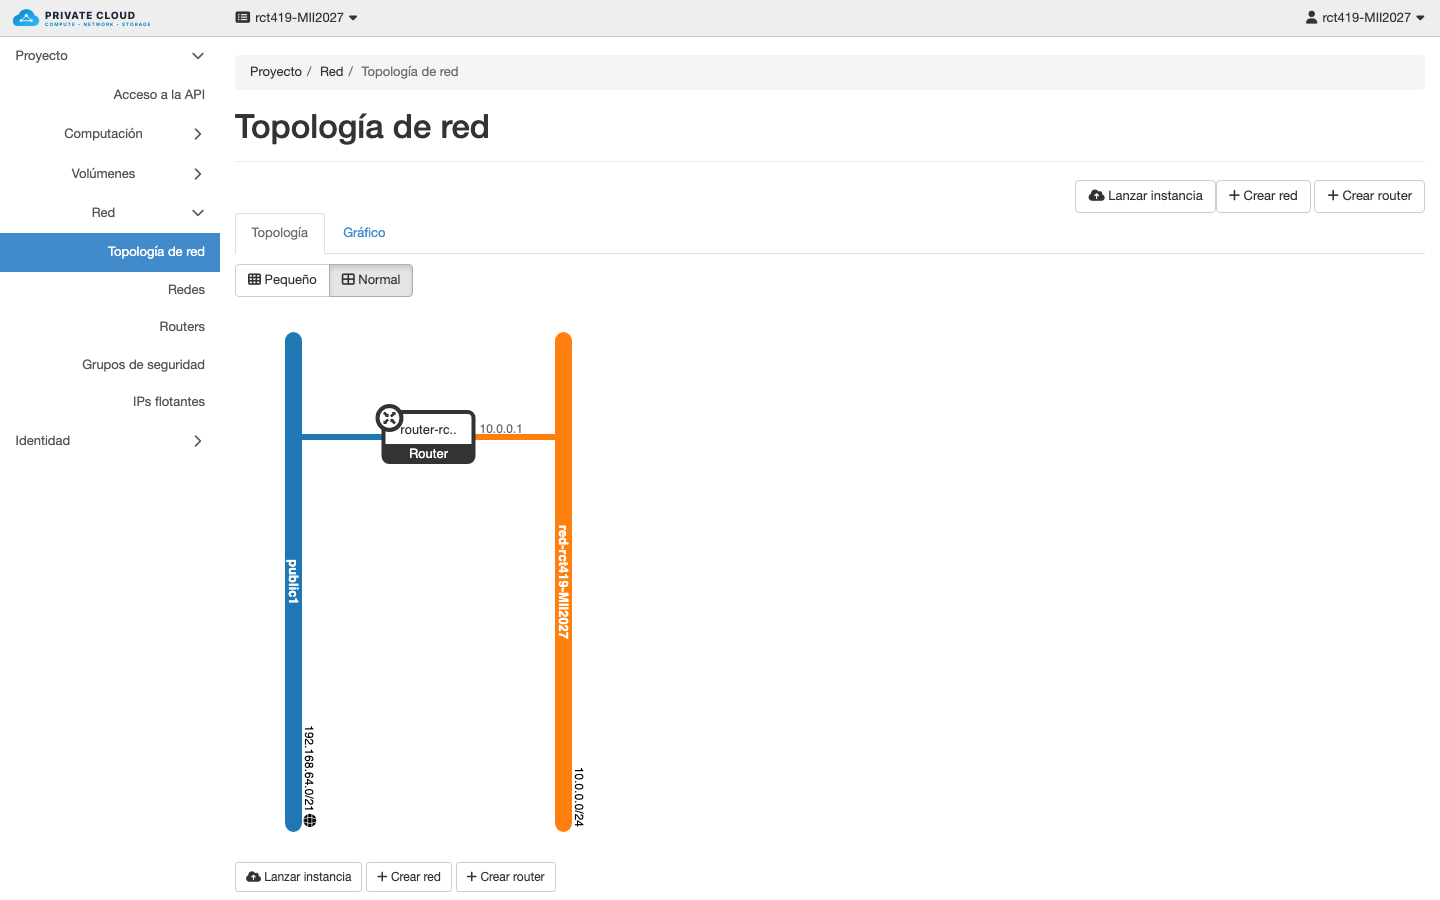 PRIVATE CLOUD
COMPUTE • NETWORK • STORAGE
rct419-MII2027
rct419-MII2027
Proyecto
Acceso a la API
Computación
Volúmenes
Red
Topología de red
Redes
Routers
Grupos de seguridad
IPs flotantes
Identidad
Proyecto / Red / Topología de red
Topología de red
Lanzar instancia
+ Crear red
+ Crear router
Topología
Gráfico
Pequeño
Normal
router-rc..
Router
10.0.0.1
public1
192.168.64.0/21
red-rct419-MII2027
10.0.0.0/24
Lanzar instancia
+ Crear red
+ Crear router